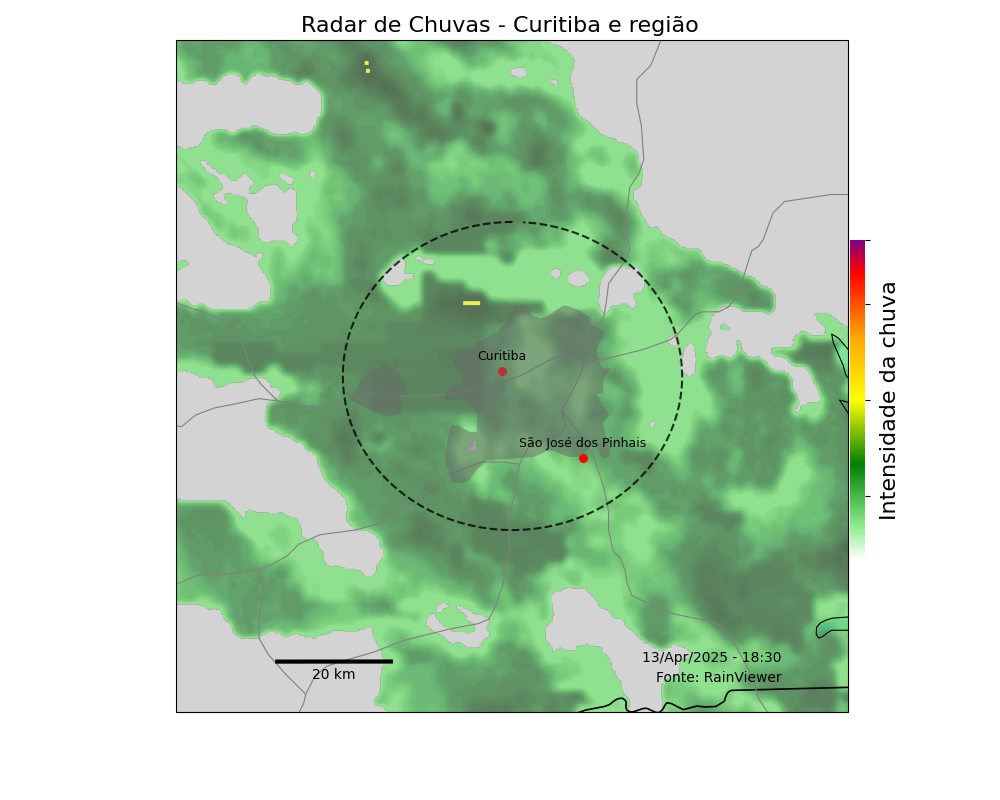 Radar de Chuvas - Curitiba e região
Curitiba
São José dos Pinhais
Intensidade da chuva
13/Apr/2025 - 18:30
Fonte: RainViewer
20 km